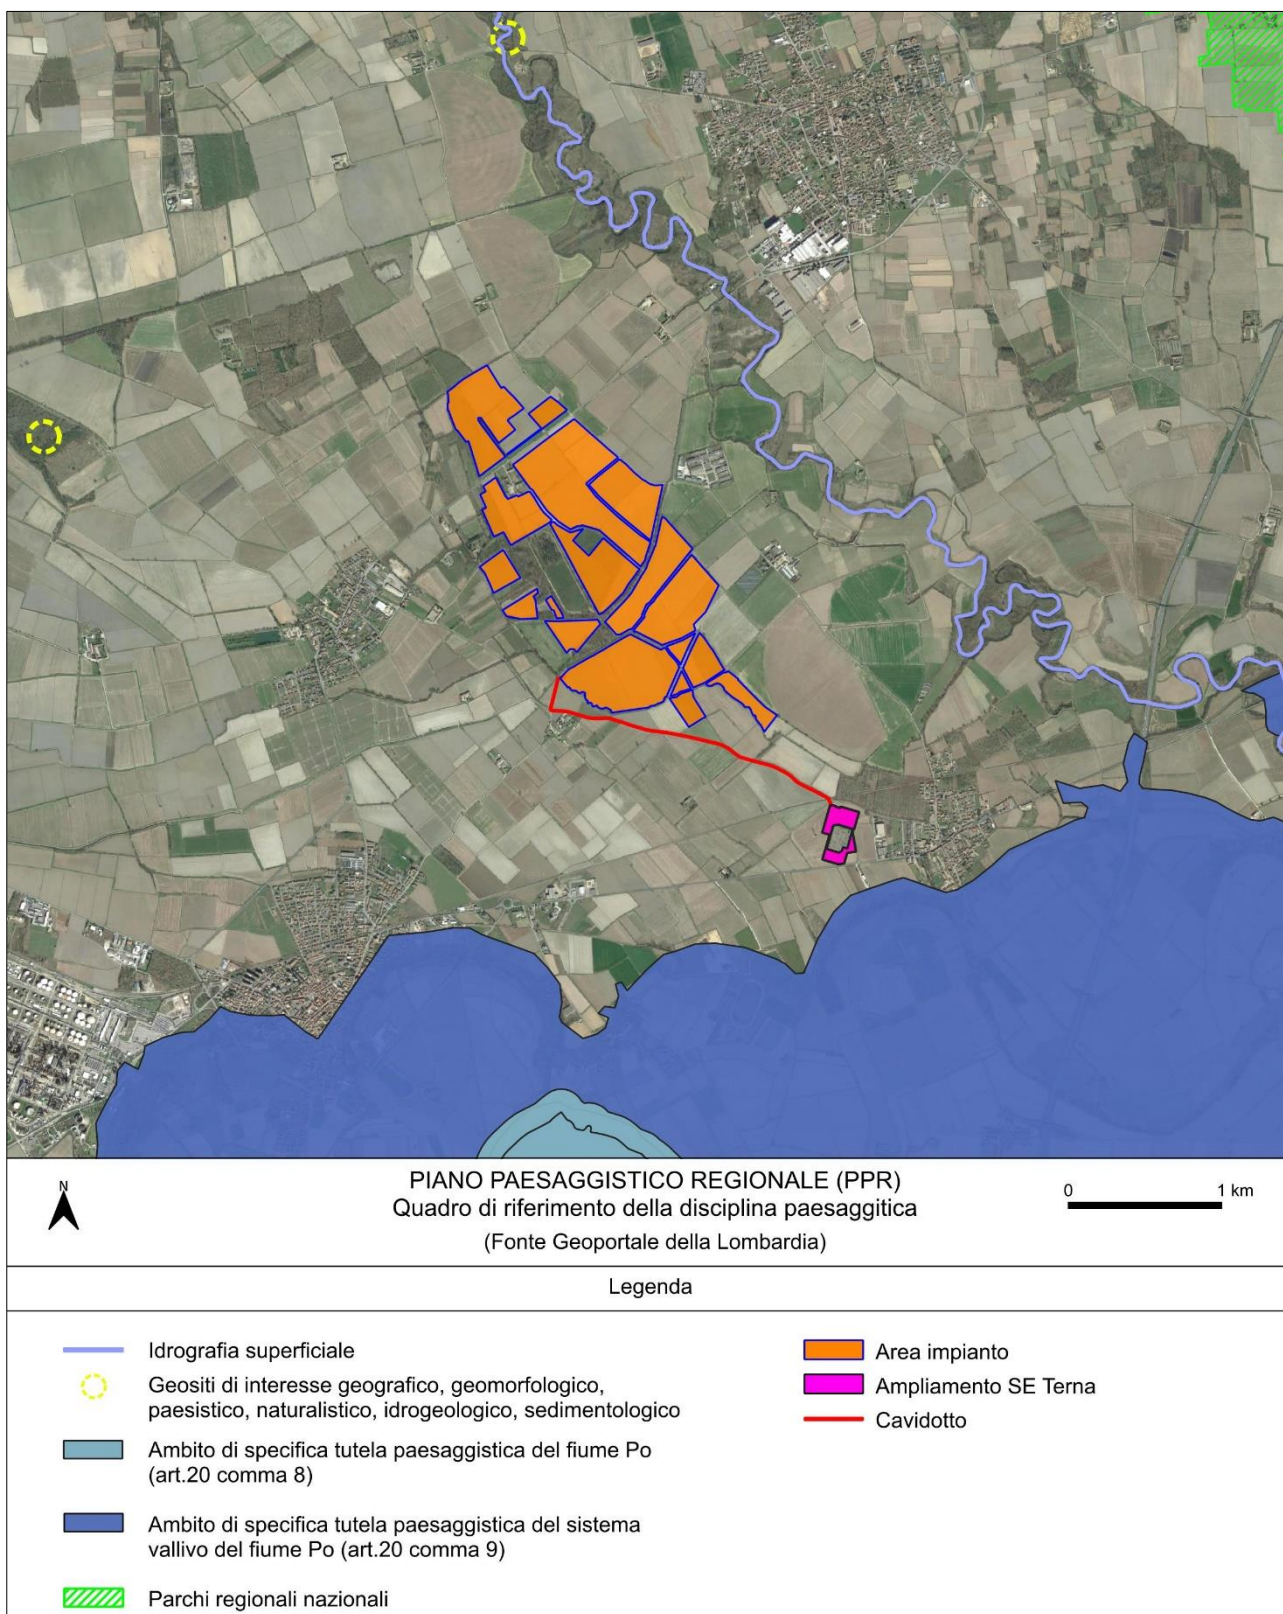 N
PIANO PAESAGGISTICO REGIONALE (PPR)
Quadro di riferimento della disciplina paesaggitica
(Fonte Geoportale della Lombardia)
0 1 km
Legenda
Idrografia superficiale
Geositi di interesse geografico, geomorfologico,
paesistico, naturalistico, idrogeologico, sedimentologico
Ambito di specifica tutela paesaggistica del fiume Po
(art.20 comma 8)
Ambito di specifica tutela paesaggistica del sistema
vallivo del fiume Po (art.20 comma 9)
Parchi regionali nazionali
Area impianto
Ampliamento SE Terna
Cavidotto